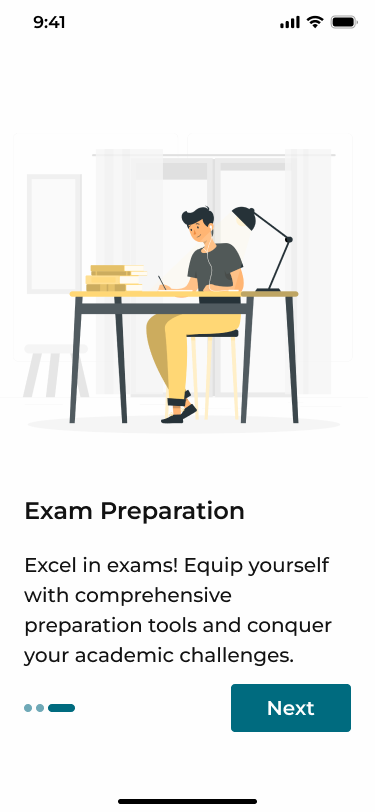 9:41
Exam Preparation
Excel in exams! Equip yourself
with comprehensive
preparation tools and conquer
your academic challenges.
Next